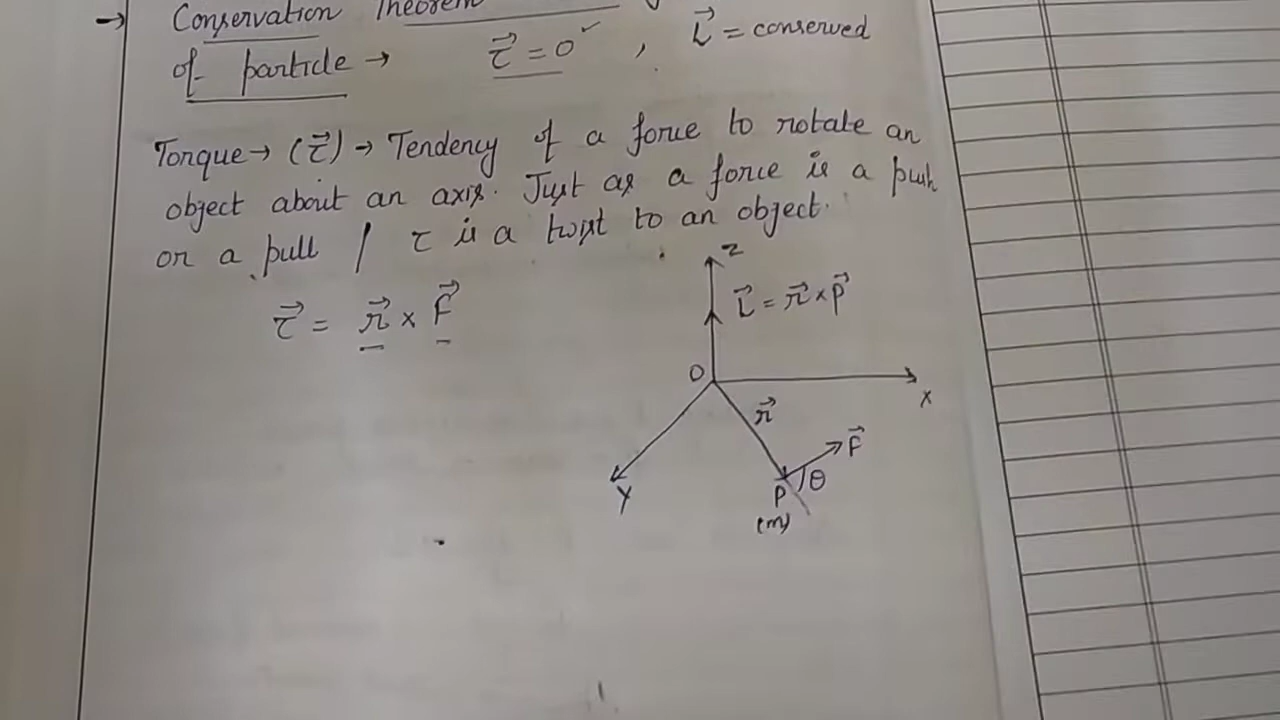 → Conservation Theorem
of particle → τ⃗ = 0 ✓ , L⃗ = conserved
Torque → (τ⃗) → Tendency of a force to rotate an
object about an axis. Just as a force is a push
or a pull / τ is a twist to an object.
τ⃗ = r⃗ × F⃗
Z
L⃗ = r⃗ × P⃗
O
X
r⃗
F⃗
θ
Y
P
(m)